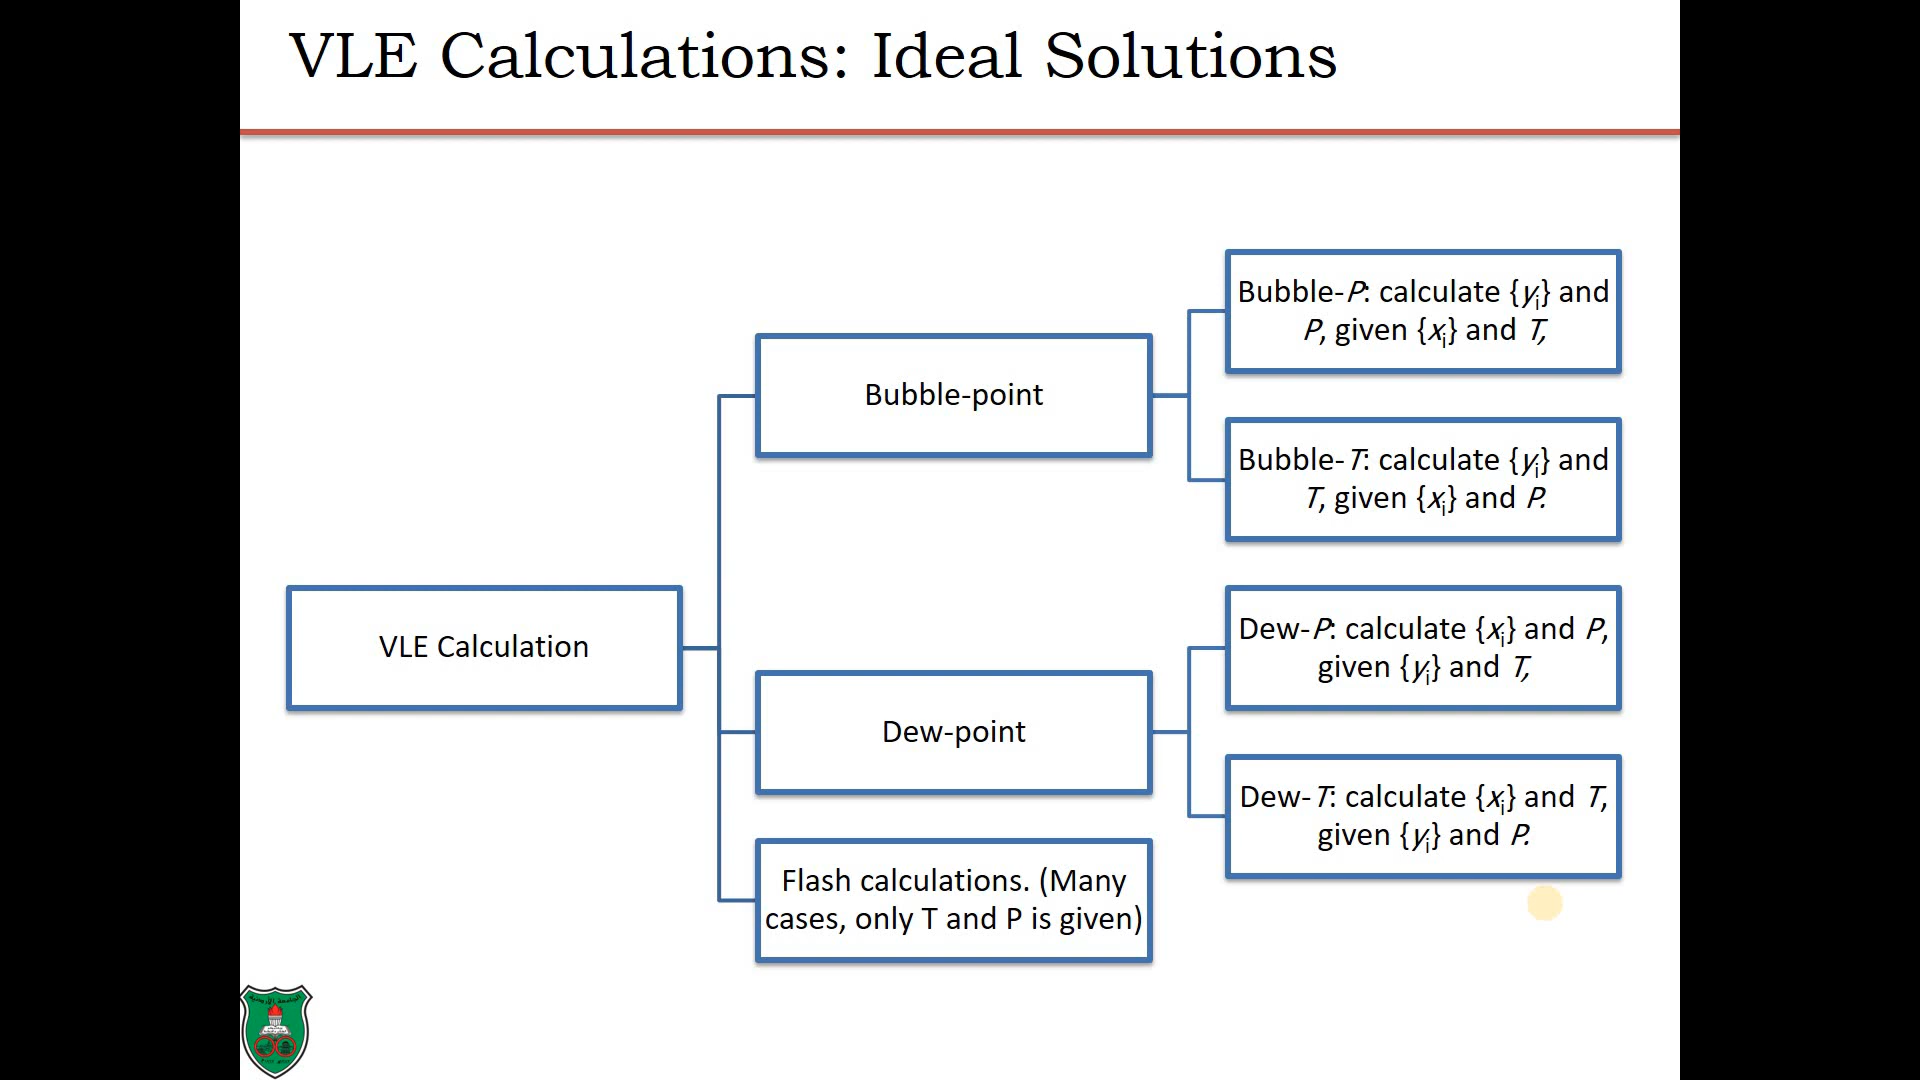 VLE Calculations: Ideal Solutions
VLE Calculation
Bubble-point
Bubble-P: calculate {yi} and
P, given {xi} and T,
Bubble-T: calculate {yi} and
T, given {xi} and P.
Dew-point
Dew-P: calculate {xi} and P,
given {yi} and T,
Dew-T: calculate {xi} and T,
given {yi} and P.
Flash calculations. (Many
cases, only T and P is given)
الجامعة الأردنية